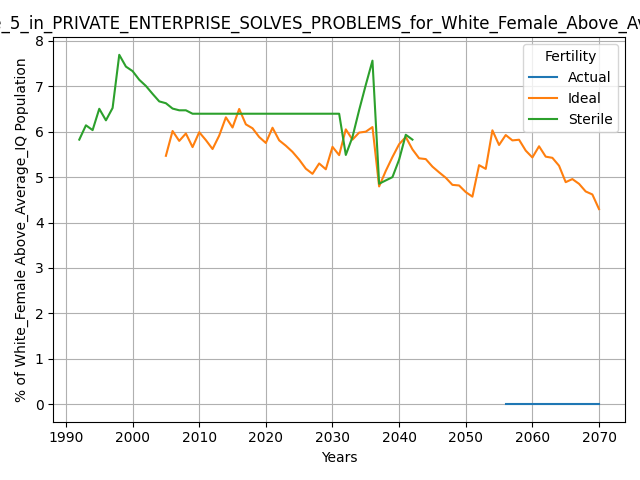 _5_in_PRIVATE_ENTERPRISE_SOLVES_PROBLEMS_for_White_Female_Above_Av
% of White_Female Above_Average_IQ Population
8
7
6
5
4
3
2
1
0
Fertility
Actual
Ideal
Sterile
1990 2000 2010 2020 2030 2040 2050 2060 2070
Years